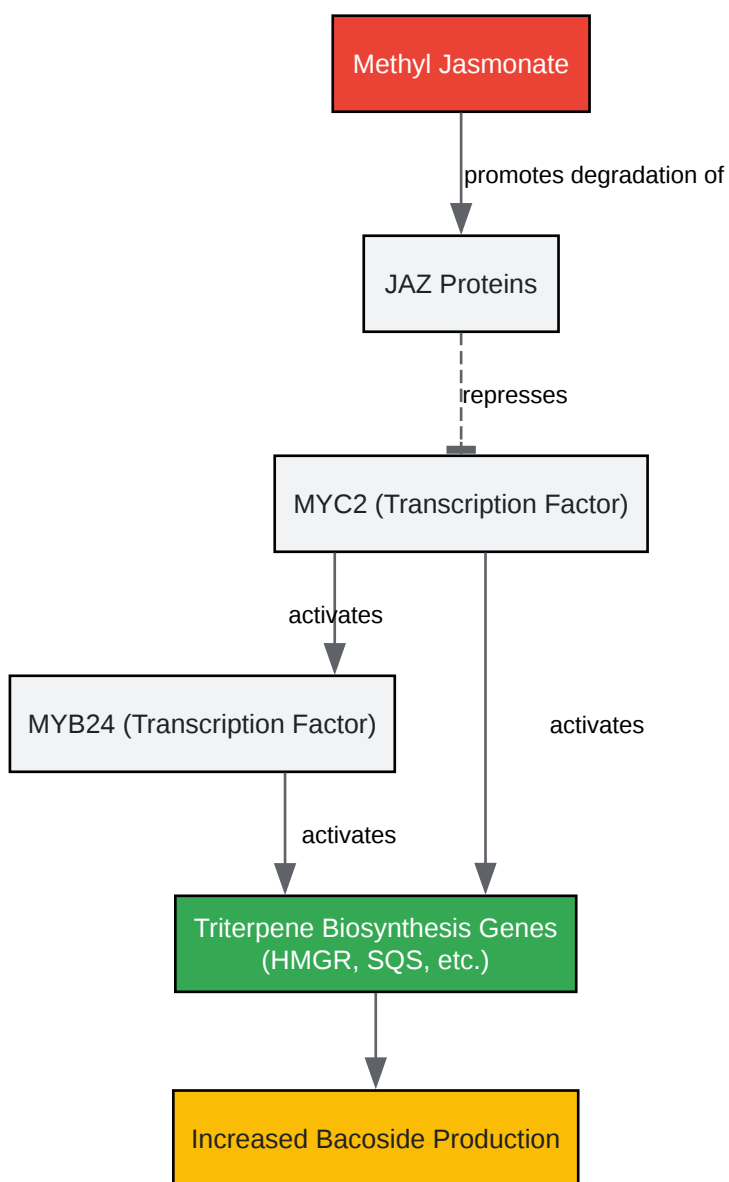 Methyl Jasmonate
promotes degradation of
JAZ Proteins
represses
MYC2 (Transcription Factor)
activates
MYB24 (Transcription Factor)
activates
activates
Triterpene Biosynthesis Genes
(HMGR, SQS, etc.)
Increased Bacoside Production